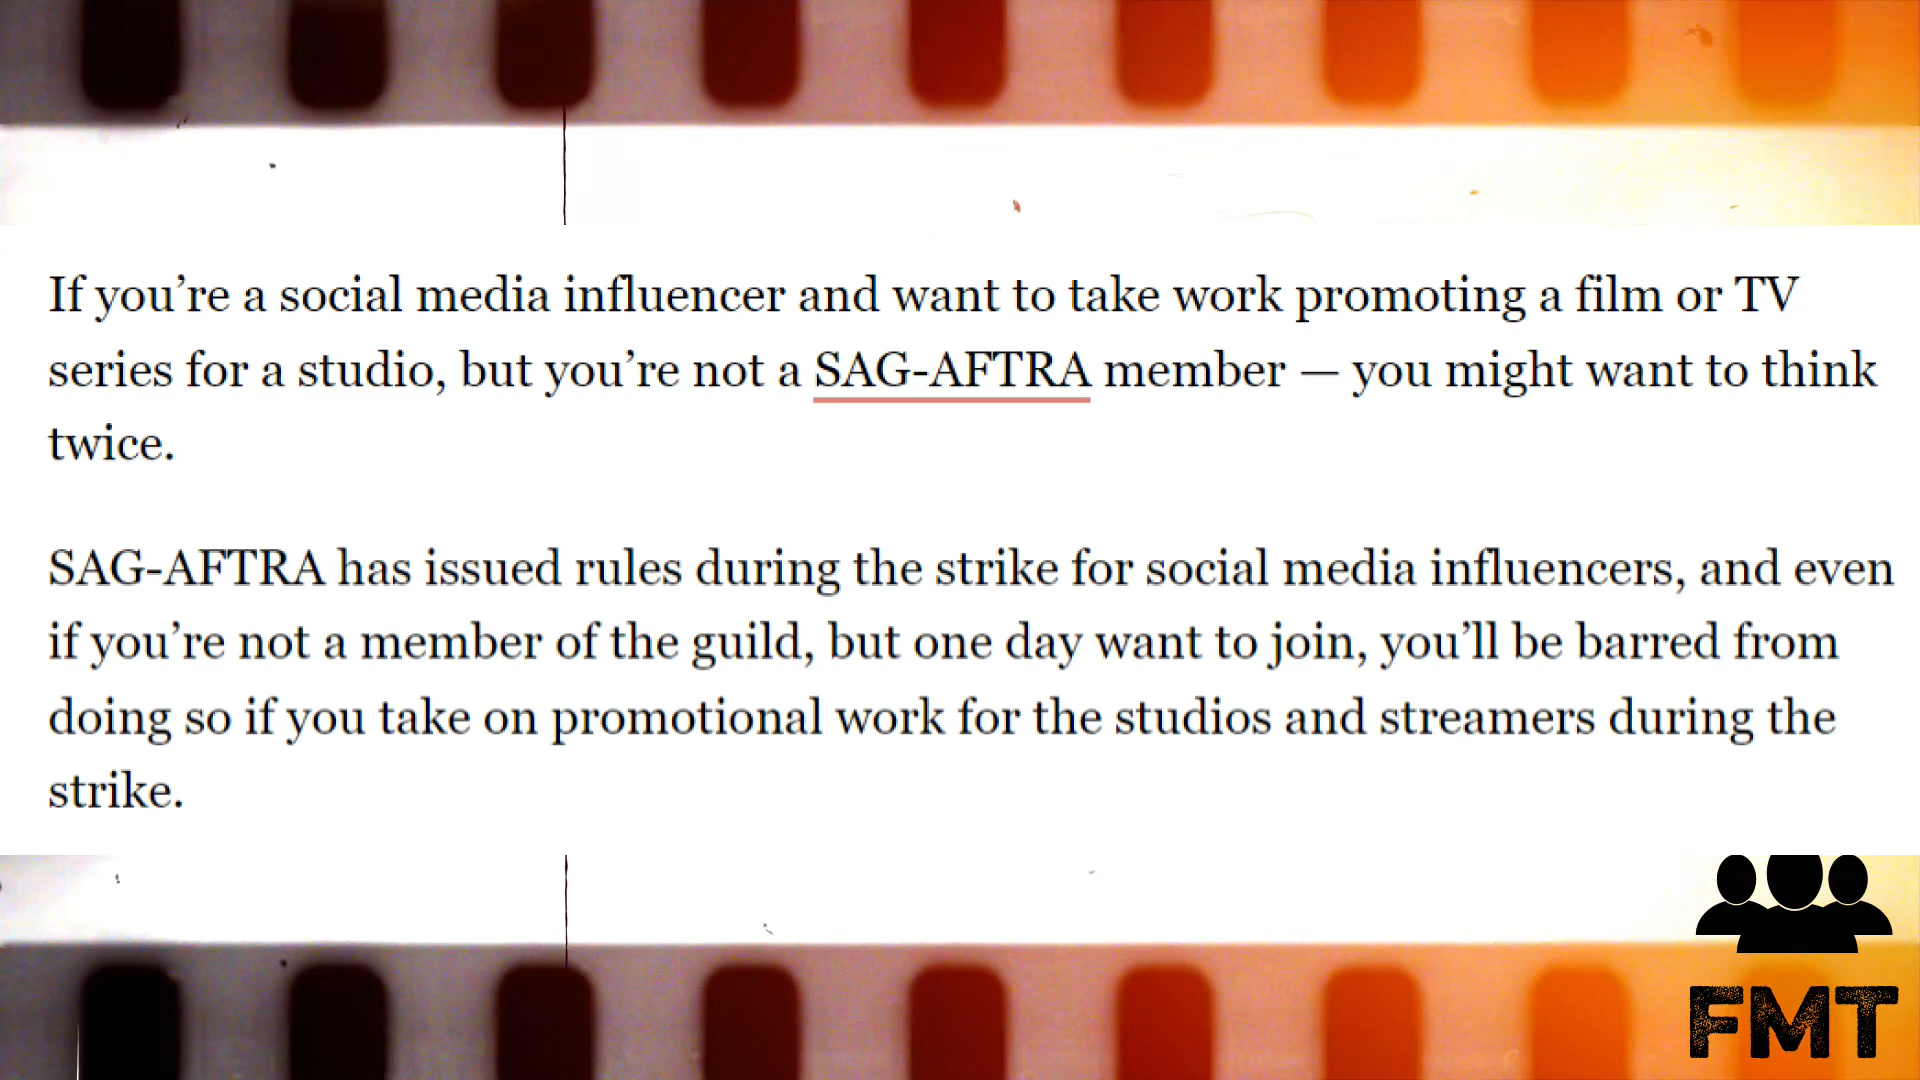 If you’re a social media influencer and want to take work promoting a film or TV
series for a studio, but you’re not a SAG-AFTRA member — you might want to think
twice.
SAG-AFTRA has issued rules during the strike for social media influencers, and even
if you’re not a member of the guild, but one day want to join, you’ll be barred from
doing so if you take on promotional work for the studios and streamers during the
strike.
FMT